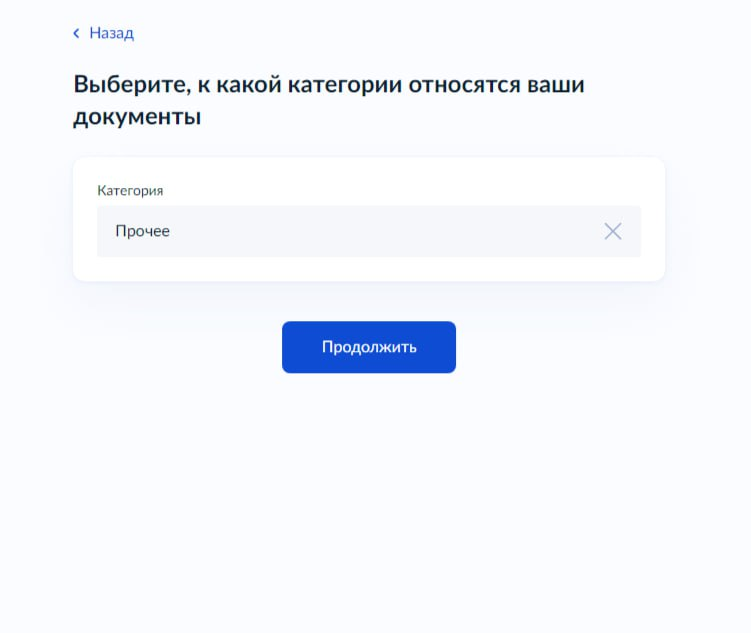 Назад
Выберите, к какой категории относятся ваши
документы
Категория
Прочее
Продолжить